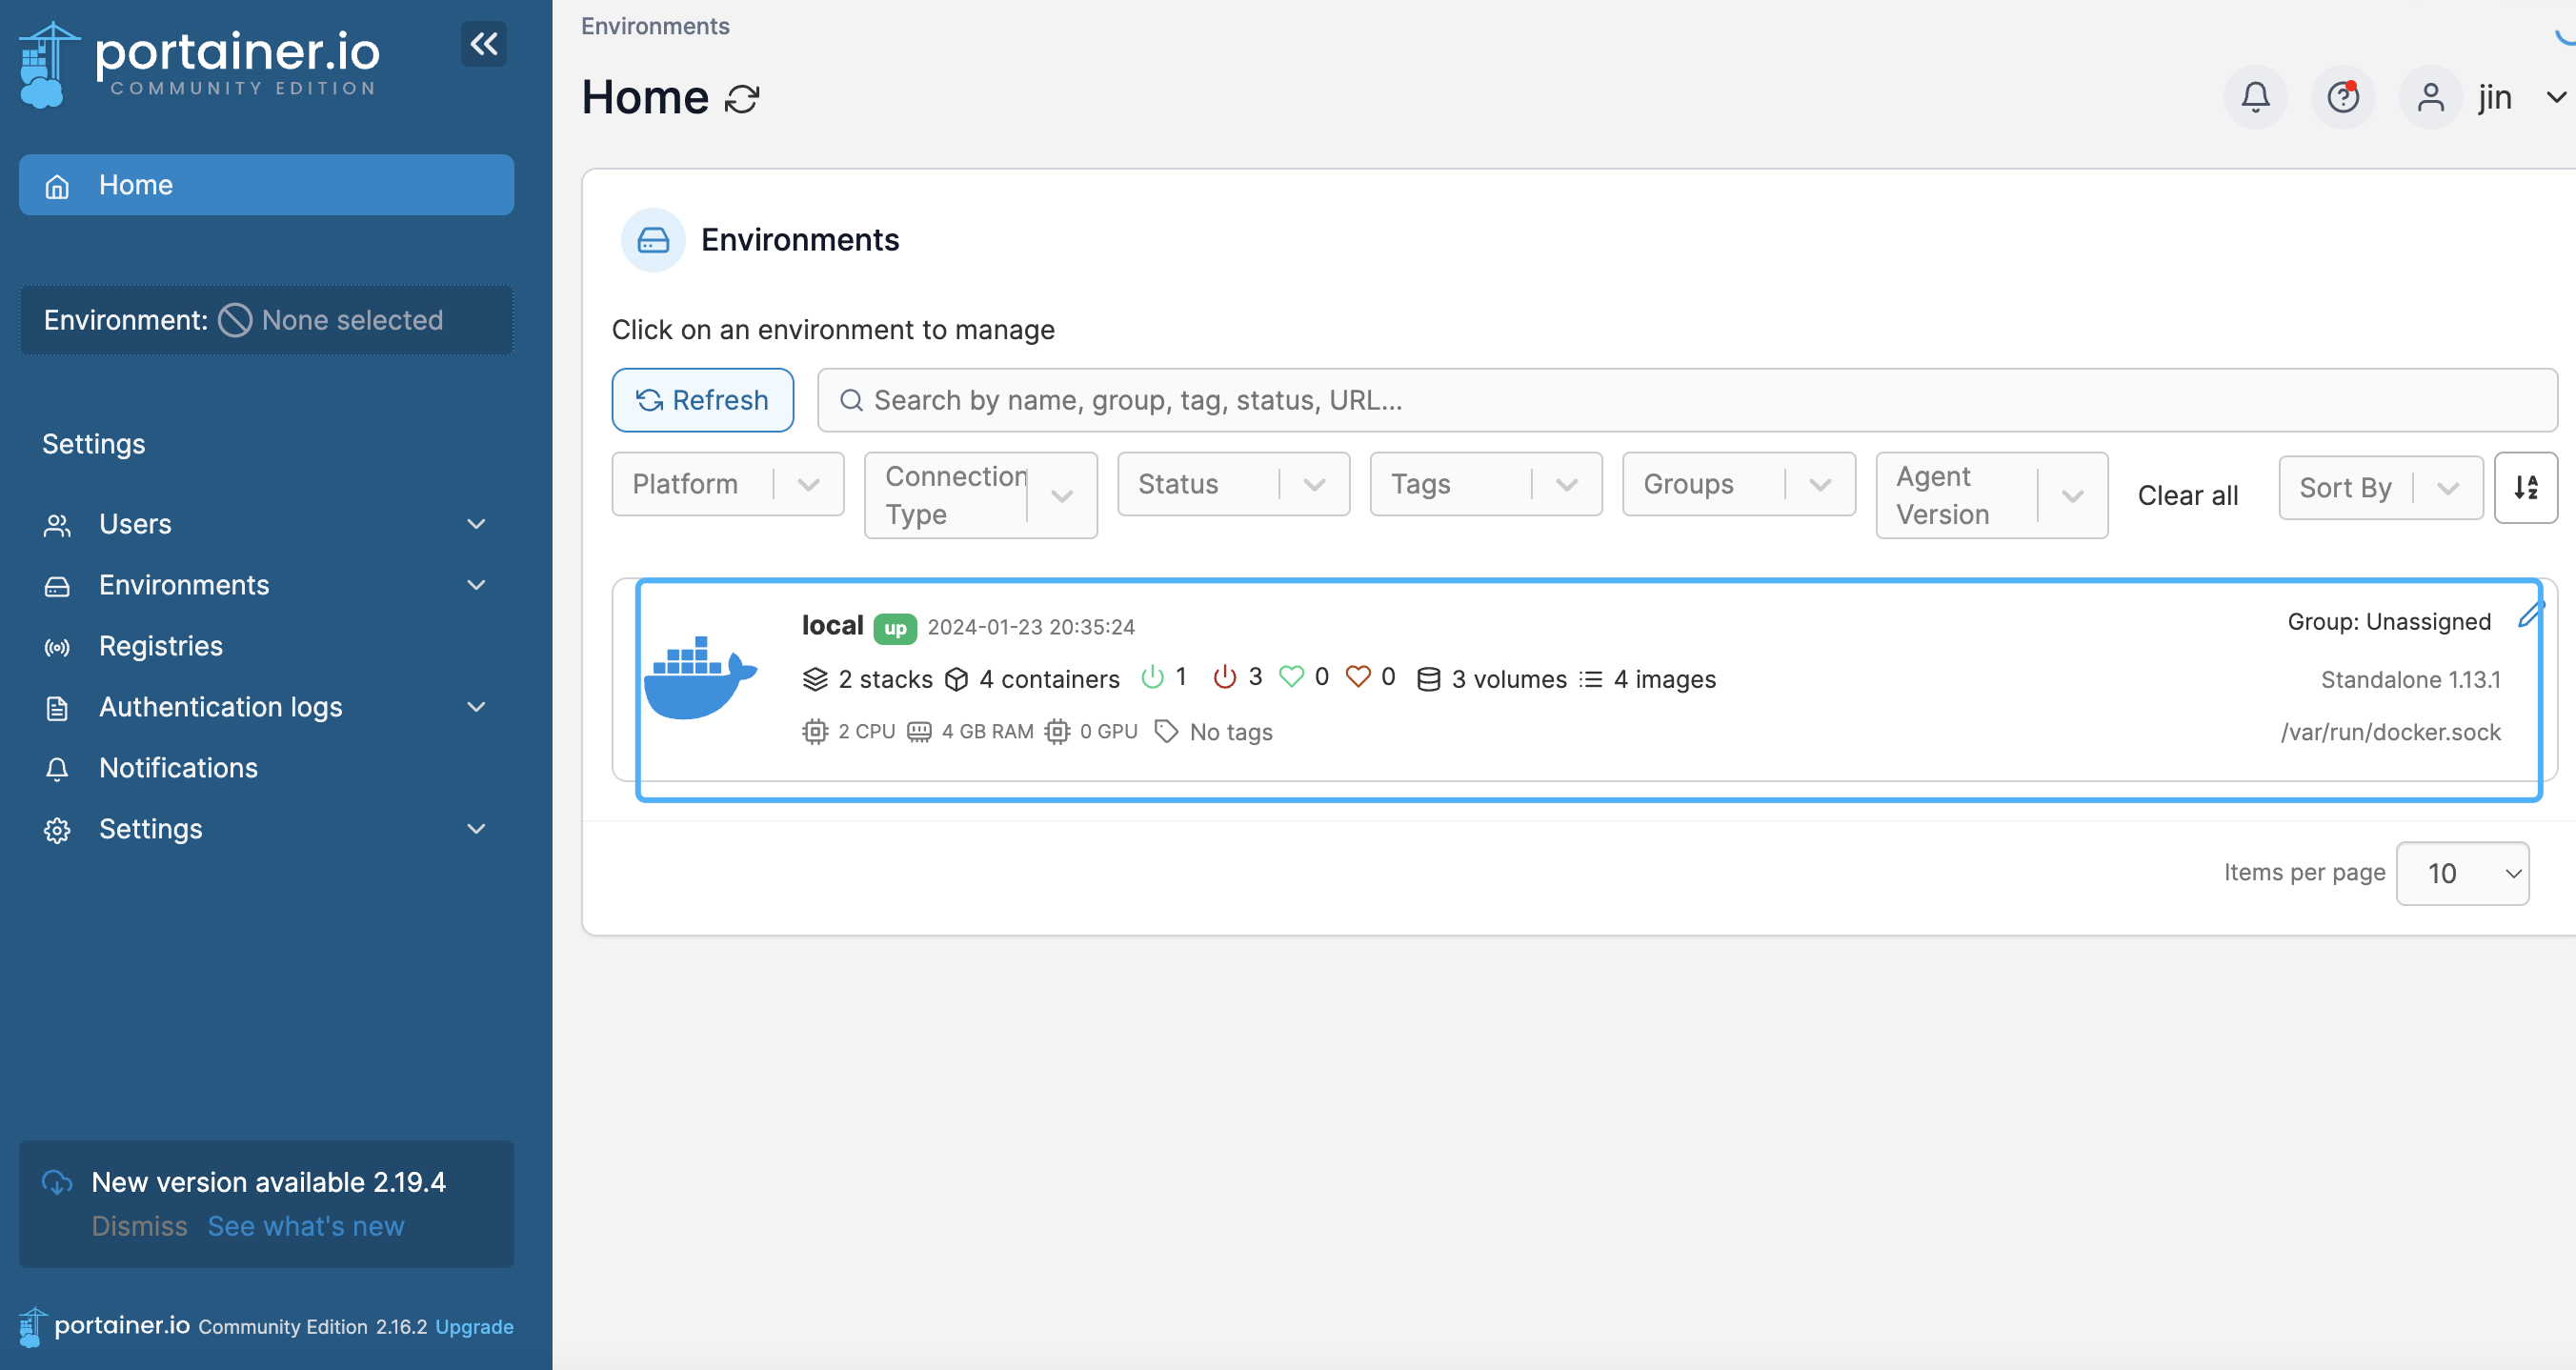 portainer.io
COMMUNITY EDITION
Home
Environment: None selected
Settings
Users
Environments
Registries
Authentication logs
Notifications
Settings
New version available 2.19.4
Dismiss See what's new
portainer.io Community Edition 2.16.2 Upgrade
Environments
Home
jin
Environments
Click on an environment to manage
Refresh
Search by name, group, tag, status, URL...
Platform
Connection
Type
Status
Tags
Groups
Agent
Version
Clear all
Sort By
local up 2024-01-23 20:35:24
Group: Unassigned
2 stacks 4 containers 1 3 0 0 3 volumes 4 images
Standalone 1.13.1
2 CPU 4 GB RAM 0 GPU No tags
/var/run/docker.sock
Items per page 10